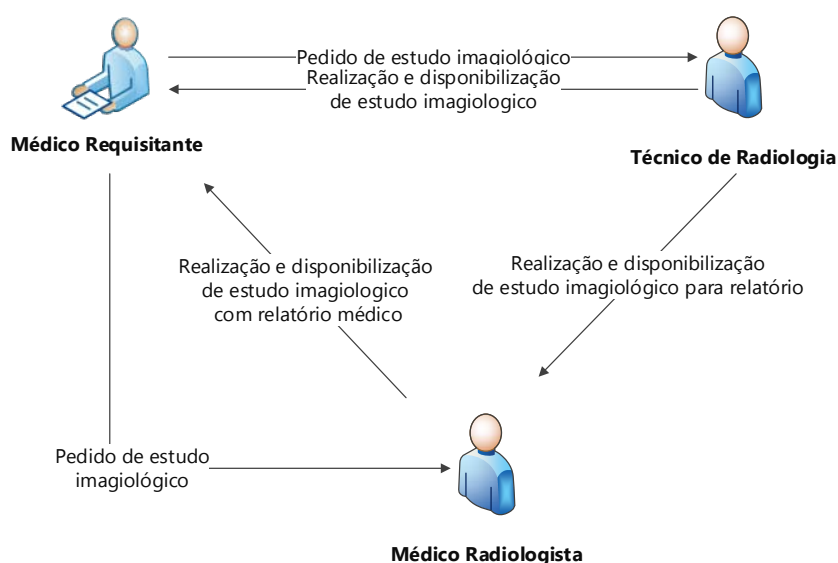 Pedido de estudo imagiológico
Realização e disponibilização
de estudo imagiologico
Médico Requisitante
Técnico de Radiologia
Realização e disponibilização
de estudo imagiologico
com relatório médico
Realização e disponibilização
de estudo imagiológico para relatório
Pedido de estudo
imagiológico
Médico Radiologista